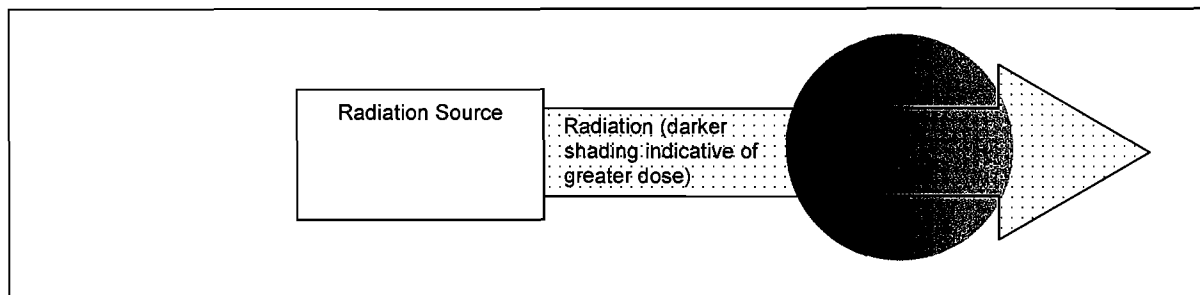 Radiation Source
Radiation (darker
shading indicative of
greater dose)